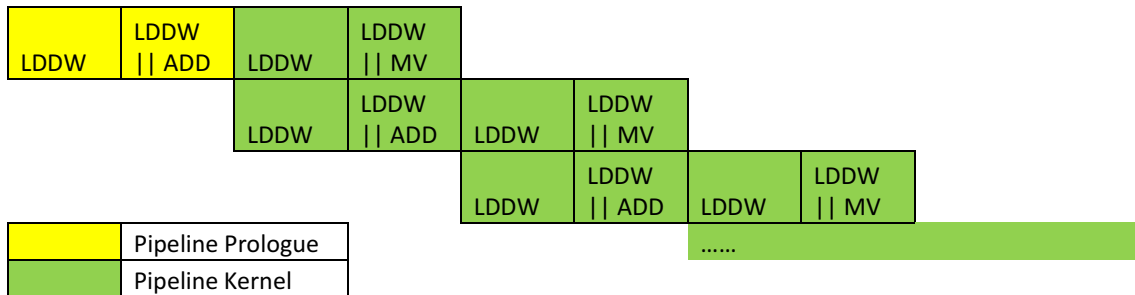 LDDW LDDW || ADD LDDW LDDW || MV
LDDW LDDW || ADD LDDW LDDW || MV
LDDW LDDW || ADD LDDW LDDW || MV
Pipeline Prologue ......
Pipeline Kernel